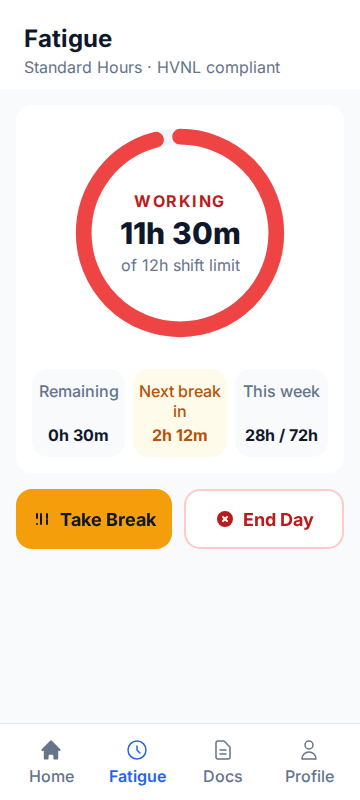 Fatigue
Standard Hours · HVNL compliant
WORKING
11h 30m
of 12h shift limit
Remaining
0h 30m
Next break
in
2h 12m
This week
28h / 72h
Take Break
End Day
Home
Fatigue
Docs
Profile